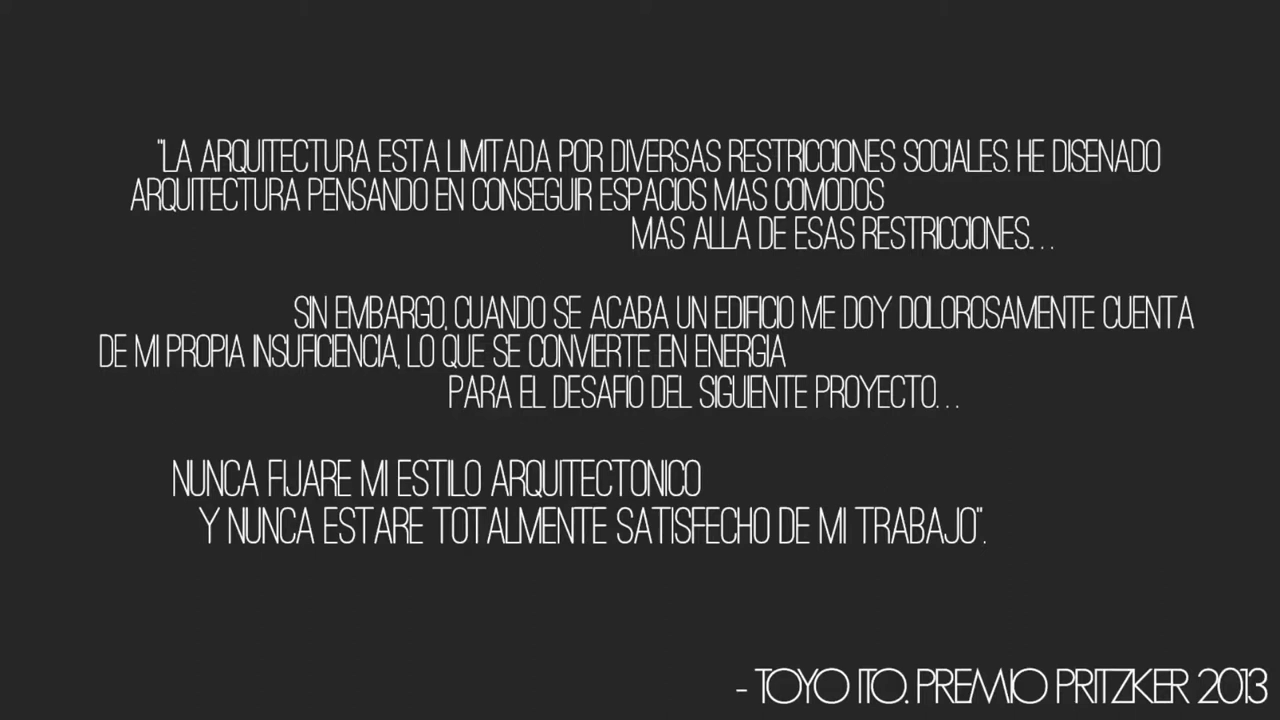 "LA ARQUITECTURA ESTA LIMITADA POR DIVERSAS RESTRICCIONES SOCIALES. HE DISENADO
ARQUITECTURA PENSANDO EN CONSEGUIR ESPACIOS MAS COMODOS
MAS ALLA DE ESAS RESTRICCIONES...
SIN EMBARGO, CUANDO SE ACABA UN EDIFICIO ME DOY DOLOROSAMENTE CUENTA
DE MI PROPIA INSUFICIENCIA, LO QUE SE CONVIERTE EN ENERGIA
PARA EL DESAFIO DEL SIGUIENTE PROYECTO...
NUNCA FIJARE MI ESTILO ARQUITECTONICO
Y NUNCA ESTARE TOTALMENTE SATISFECHO DE MI TRABAJO".
- TOYO ITO. PREMIO PRITZKER 2013